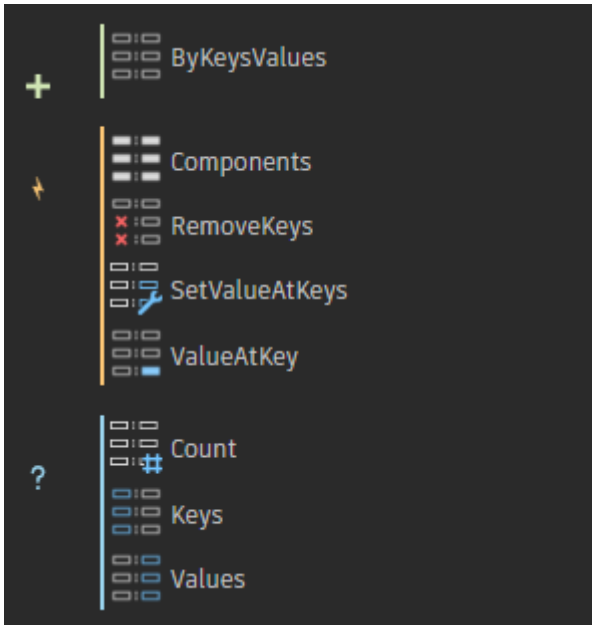 ByKeysValues
Components
RemoveKeys
SetValueAtKeys
ValueAtKey
Count
Keys
Values